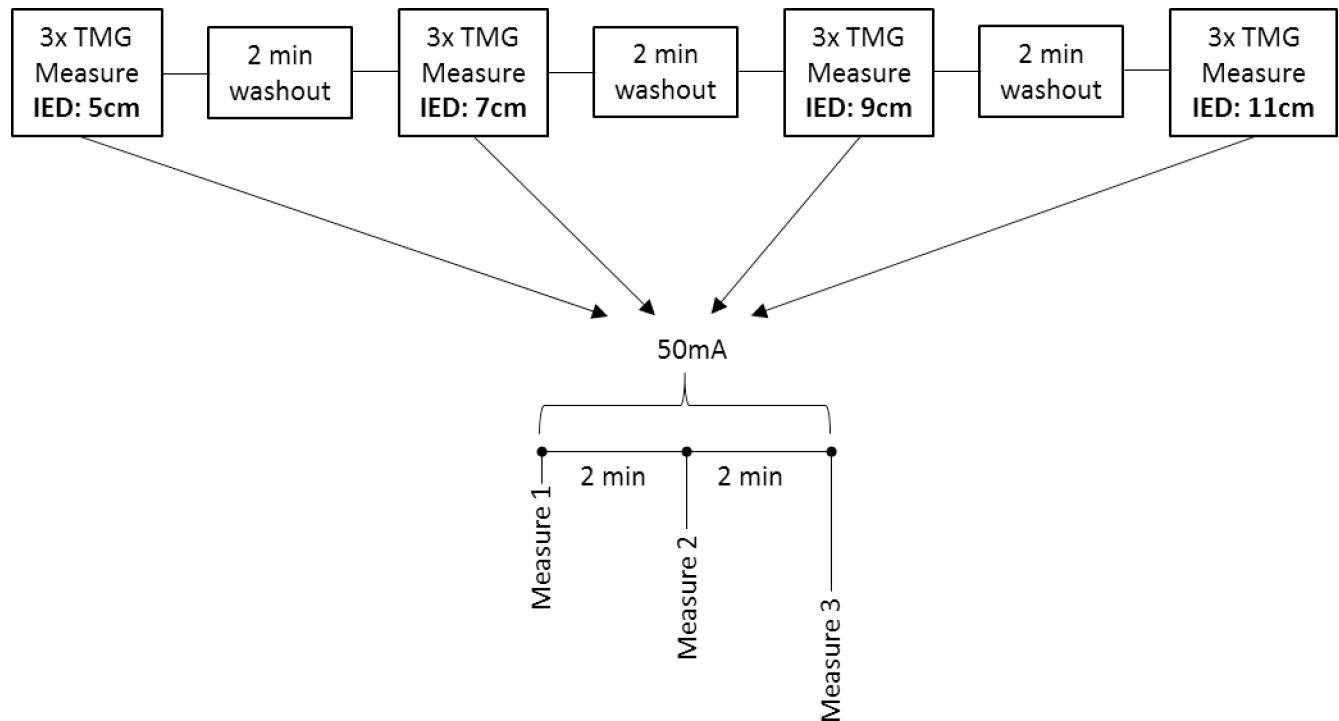 3x TMG
Measure
IED: 5cm
2 min
washout
3x TMG
Measure
IED: 7cm
2 min
washout
3x TMG
Measure
IED: 9cm
2 min
washout
3x TMG
Measure
IED: 11cm
50mA
2 min
2 min
Measure 1
Measure 2
Measure 3